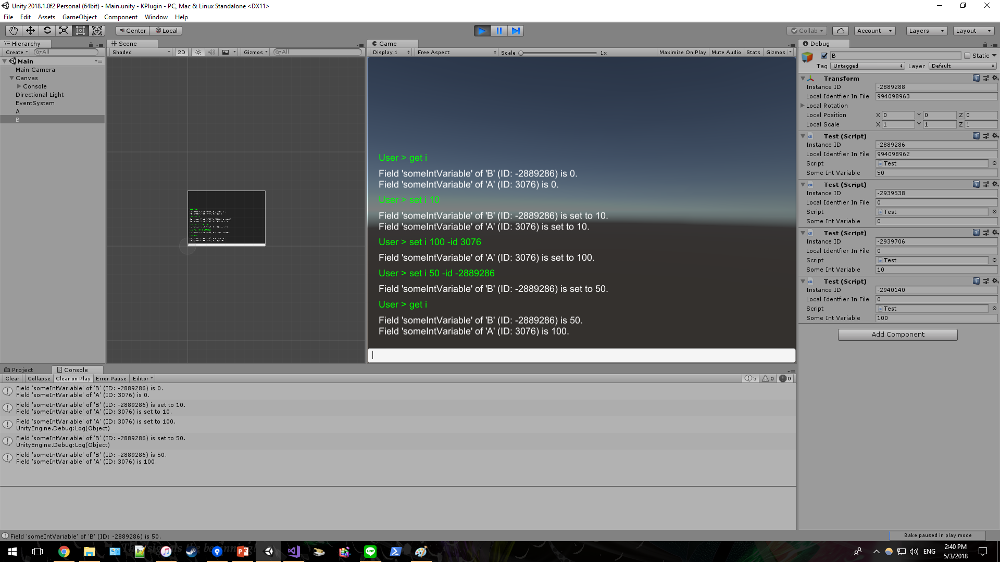 Unity 2018.1.0f2 Personal (64bit) - Main.unity - KPlugin - PC, Mac & Linux Standalone <DX11>
File Edit Assets GameObject Component Window Help
Center Local
Collab Account Layers Layout
Hierarchy
Create All
Main
Main Camera
Canvas
Console
Directional Light
EventSystem
A
B
Scene
Shaded 2D Gizmos All
Game
Display 1 Free Aspect Scale 1x Maximize On Play Mute Audio Stats Gizmos
User > get i
Field 'someIntVariable' of 'B' (ID: -2889286) is 0.
Field 'someIntVariable' of 'A' (ID: 3076) is 0.
User > set i 10
Field 'someIntVariable' of 'B' (ID: -2889286) is set to 10.
Field 'someIntVariable' of 'A' (ID: 3076) is set to 10.
User > set i 100 -id 3076
Field 'someIntVariable' of 'A' (ID: 3076) is set to 100.
User > set i 50 -id -2889286
Field 'someIntVariable' of 'B' (ID: -2889286) is set to 50.
User > get i
Field 'someIntVariable' of 'B' (ID: -2889286) is 50.
Field 'someIntVariable' of 'A' (ID: 3076) is 100.
Debug
B Static
Tag Untagged Layer Default
Transform
Instance ID -2889288
Local Identfier In File 994098963
Local Rotation
Local Position X 0 Y 0 Z 0
Local Scale X 1 Y 1 Z 1
Test (Script)
Instance ID -2889286
Local Identfier In File 994098962
Script Test
Some Int Variable 50
Test (Script)
Instance ID -2939538
Local Identfier In File 0
Script Test
Some Int Variable 0
Test (Script)
Instance ID -2939706
Local Identfier In File 0
Script Test
Some Int Variable 10
Test (Script)
Instance ID -2940140
Local Identfier In File 0
Script Test
Some Int Variable 100
Add Component
Project Console
Clear Collapse Clear on Play Error Pause Editor 5 0 0
Field 'someIntVariable' of 'B' (ID: -2889286) is 0.
Field 'someIntVariable' of 'A' (ID: 3076) is 0.
Field 'someIntVariable' of 'B' (ID: -2889286) is set to 10.
Field 'someIntVariable' of 'A' (ID: 3076) is set to 10.
Field 'someIntVariable' of 'A' (ID: 3076) is set to 100.
UnityEngine.Debug:Log(Object)
Field 'someIntVariable' of 'B' (ID: -2889286) is set to 50.
UnityEngine.Debug:Log(Object)
Field 'someIntVariable' of 'B' (ID: -2889286) is 50.
Field 'someIntVariable' of 'A' (ID: 3076) is 100.
Field 'someIntVariable' of 'B' (ID: -2889286) is 50.
Bake paused in play mode
ENG
2:40 PM
5/3/2018